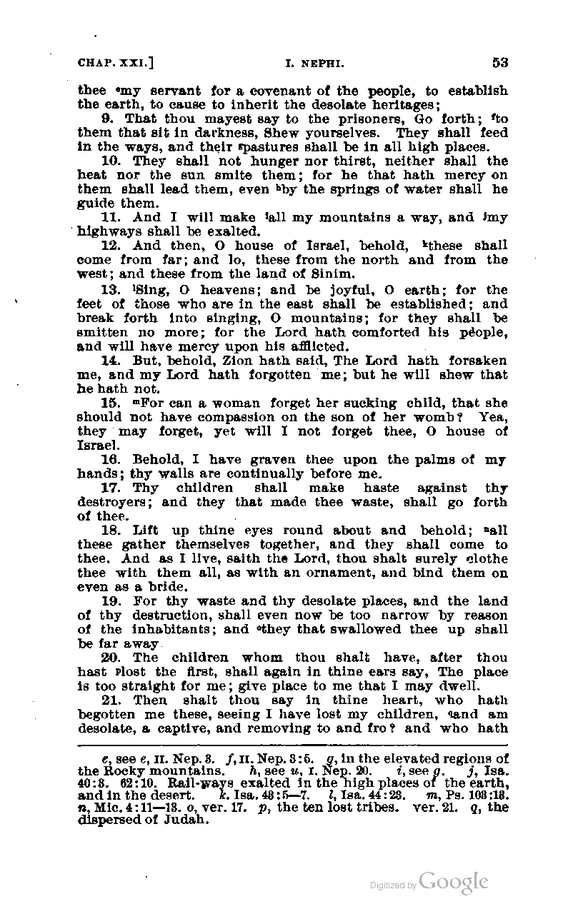 CHAP. XXI.] I. NEPHI. 53
thee ᵉmy servant for a covenant of the people, to establish
the earth, to cause to inherit the desolate heritages;
9. That thou mayest say to the prisoners, Go forth; ᶠto
them that sit in darkness, Shew yourselves. They shall feed
in the ways, and their ᵍpastures shall be in all high places.
10. They shall not hunger nor thirst, neither shall the
heat nor the sun smite them; for he that hath mercy on
them shall lead them, even ʰby the springs of water shall he
guide them.
11. And I will make ⁱall my mountains a way, and ʲmy
highways shall be exalted.
12. And then, O house of Israel, behold, ᵏthese shall
come from far; and lo, these from the north and from the
west; and these from the land of Sinim.
13. ˡSing, O heavens; and be joyful, O earth; for the
feet of those who are in the east shall be established; and
break forth into singing, O mountains; for they shall be
smitten no more; for the Lord hath comforted his people,
and will have mercy upon his afflicted.
14. But, behold, Zion hath said, The Lord hath forsaken
me, and my Lord hath forgotten me; but he will shew that
he hath not.
15. ᵐFor can a woman forget her sucking child, that she
should not have compassion on the son of her womb? Yea,
they may forget, yet will I not forget thee, O house of
Israel.
16. Behold, I have graven thee upon the palms of my
hands; thy walls are continually before me.
17. Thy children shall make haste against thy
destroyers; and they that made thee waste, shall go forth
of thee.
18. Lift up thine eyes round about and behold; ⁿall
these gather themselves together, and they shall come to
thee. And as I live, saith the Lord, thou shalt surely clothe
thee with them all, as with an ornament, and bind them on
even as a bride.
19. For thy waste and thy desolate places, and the land
of thy destruction, shall even now be too narrow by reason
of the inhabitants; and ᵒthey that swallowed thee up shall
be far away
20. The children whom thou shalt have, after thou
hast ᵖlost the first, shall again in thine ears say, The place
is too straight for me; give place to me that I may dwell.
21. Then shalt thou say in thine heart, who hath
begotten me these, seeing I have lost my children, ᑫand am
desolate, a captive, and removing to and fro? and who hath
e, see e, II. Nep. 3. f, II. Nep. 3:5. g, in the elevated regions of
the Rocky mountains. h, see u, I. Nep. 20. i, see g. j, Isa.
40:3. 62:10. Rail-ways exalted in the high places of the earth,
and in the desert. k. Isa. 43:5—7. l, Isa. 44:23. m, Ps. 103:13.
n, Mic. 4:11—13. o, ver. 17. p, the ten lost tribes. ver. 21. q, the
dispersed of Judah.
Digitized by Google